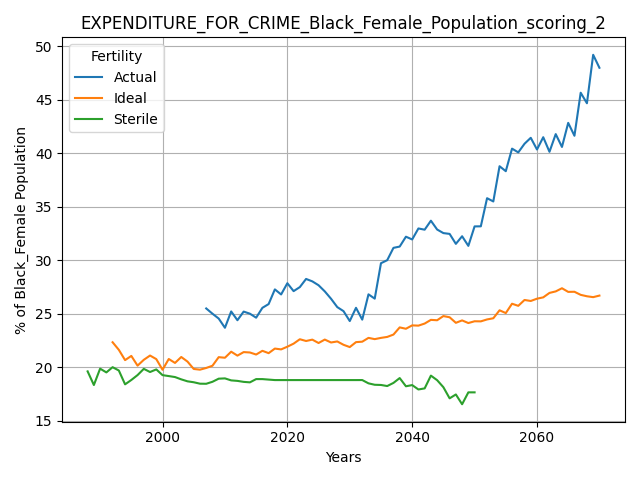 EXPENDITURE_FOR_CRIME_Black_Female_Population_scoring_2
Fertility
Actual
Ideal
Sterile
% of Black_Female Population
50
45
40
35
30
25
20
15
2000
2020
2040
2060
Years